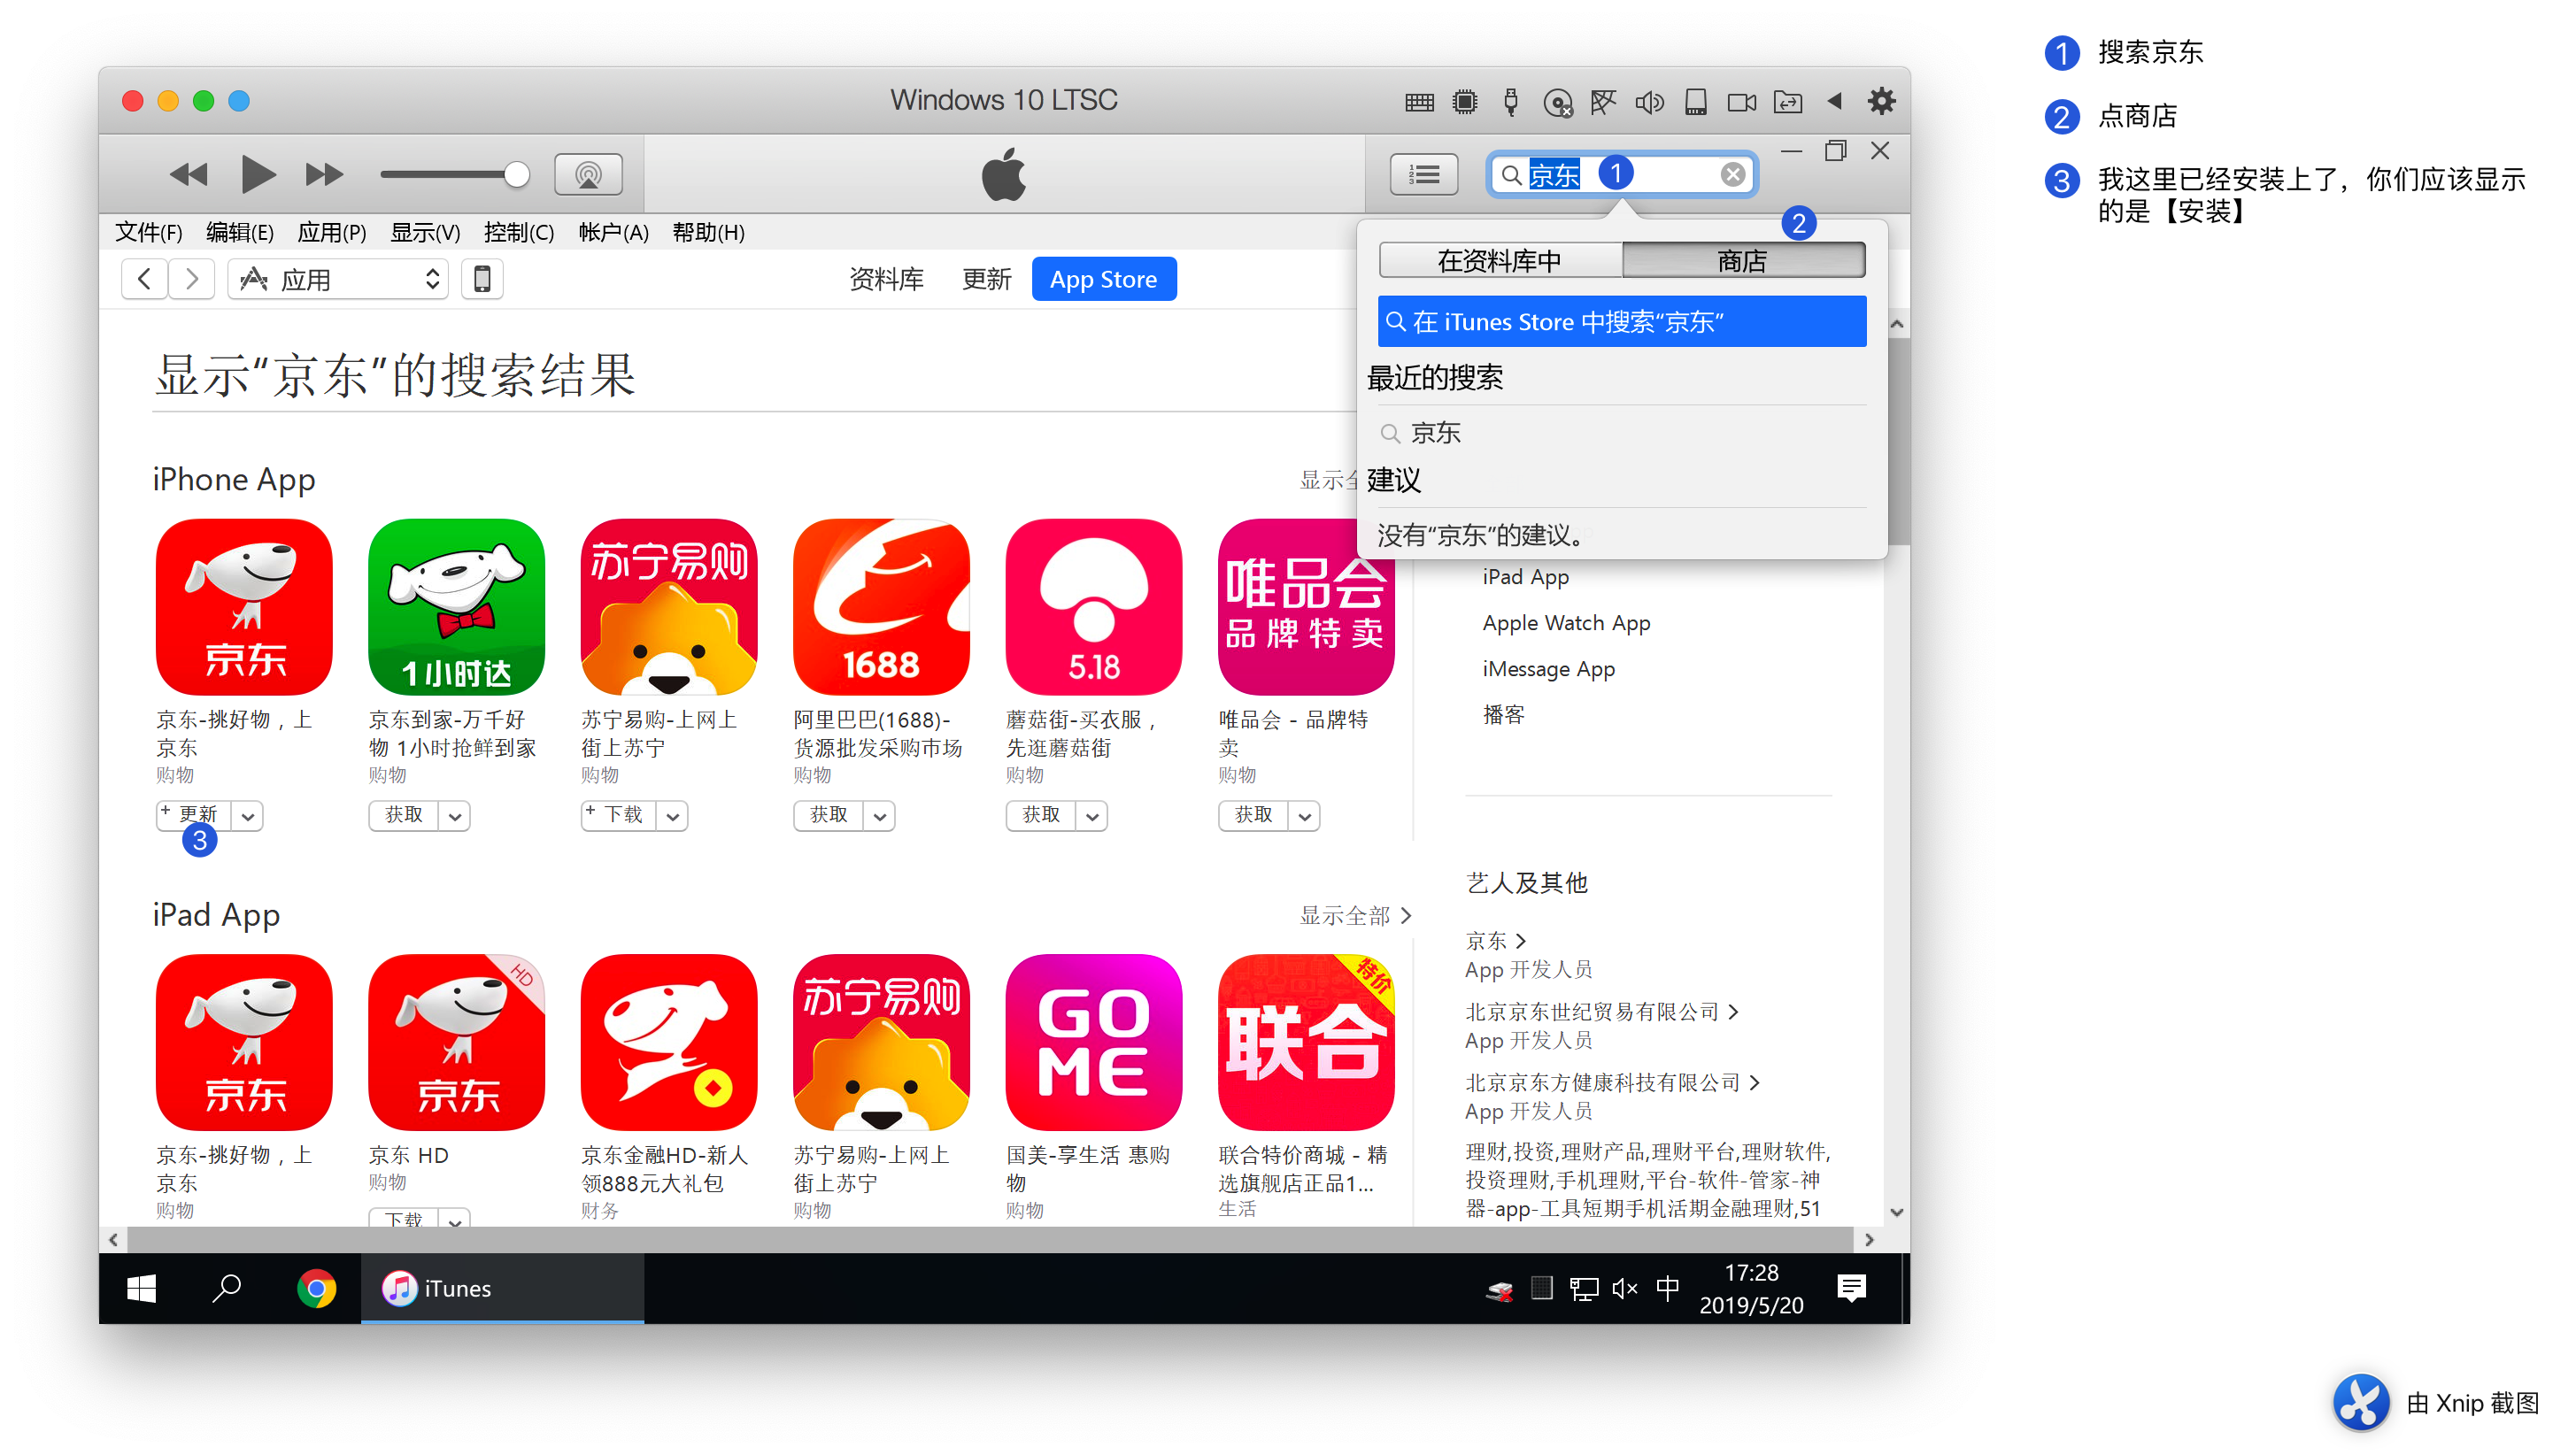 Windows 10 LTSC
京东
1
文件(F) 编辑(E) 应用(P) 显示(V) 控制(C) 帐户(A) 帮助(H)
2
应用
资料库 更新 App Store
在资料库中 商店
在 iTunes Store 中搜索“京东”
最近的搜索
京东
建议
没有“京东”的建议。
显示“京东”的搜索结果
iPhone App
显示全
京东
1小时达
苏宁易购
1688
5.18
唯品会
品牌特卖
京东-挑好物，上
京东
购物
+ 更新
3
京东到家-万千好
物 1小时抢鲜到家
购物
获取
苏宁易购-上网上
街上苏宁
购物
+ 下载
阿里巴巴(1688)-
货源批发采购市场
购物
获取
蘑菇街-买衣服，
先逛蘑菇街
购物
获取
唯品会 - 品牌特
卖
购物
获取
iPad App
显示全部
京东
京东
HD
苏宁易购
GO
ME
联合
特价
京东-挑好物，上
京东
购物
京东 HD
购物
下载
京东金融HD-新人
领888元大礼包
财务
苏宁易购-上网上
街上苏宁
购物
国美-享生活 惠购
物
购物
联合特价商城 - 精
选旗舰店正品1...
生活
iPad App
Apple Watch App
iMessage App
播客
艺人及其他
京东
App 开发人员
北京京东世纪贸易有限公司
App 开发人员
北京京东方健康科技有限公司
App 开发人员
理财,投资,理财产品,理财平台,理财软件,
投资理财,手机理财,平台-软件-管家-神
器-app-工具短期手机活期金融理财,51
iTunes
中
17:28
2019/5/20
1 搜索京东
2 点商店
3 我这里已经安装上了，你们应该显示
的是【安装】
由 Xnip 截图